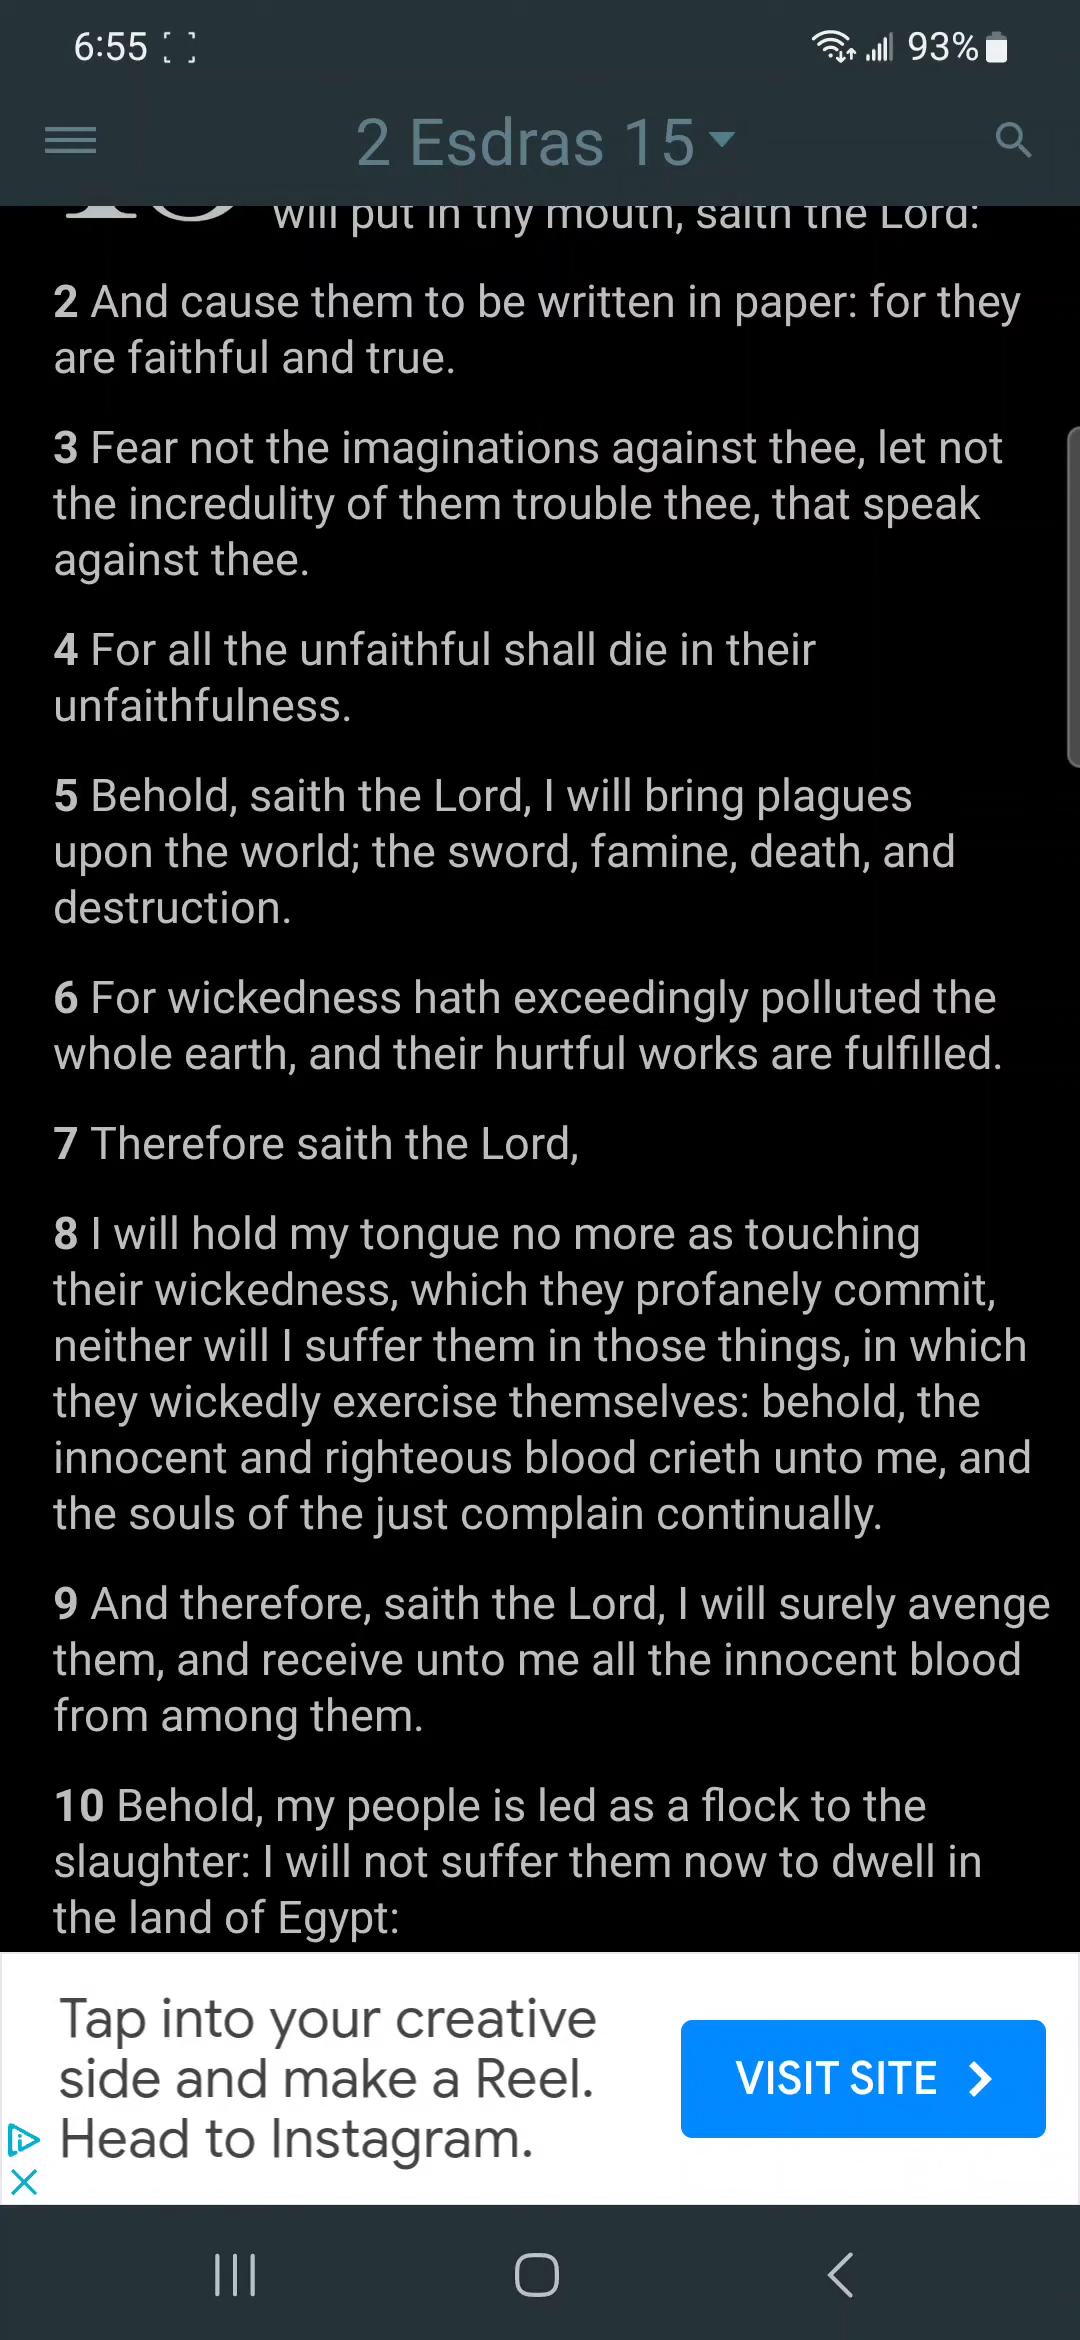 6:55
93%
2 Esdras 15
will put in thy mouth, saith the Lord:
2 And cause them to be written in paper: for they
are faithful and true.
3 Fear not the imaginations against thee, let not
the incredulity of them trouble thee, that speak
against thee.
4 For all the unfaithful shall die in their
unfaithfulness.
5 Behold, saith the Lord, I will bring plagues
upon the world; the sword, famine, death, and
destruction.
6 For wickedness hath exceedingly polluted the
whole earth, and their hurtful works are fulfilled.
7 Therefore saith the Lord,
8 I will hold my tongue no more as touching
their wickedness, which they profanely commit,
neither will I suffer them in those things, in which
they wickedly exercise themselves: behold, the
innocent and righteous blood crieth unto me, and
the souls of the just complain continually.
9 And therefore, saith the Lord, I will surely avenge
them, and receive unto me all the innocent blood
from among them.
10 Behold, my people is led as a flock to the
slaughter: I will not suffer them now to dwell in
the land of Egypt:
Tap into your creative
side and make a Reel.
Head to Instagram.
VISIT SITE